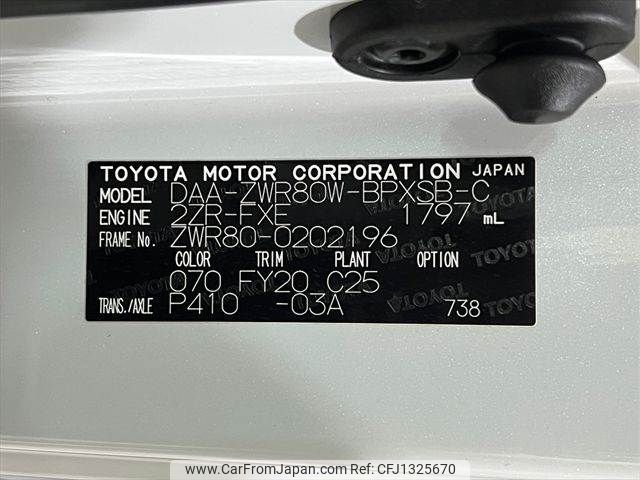 TOYOTA MOTOR CORPORATION JAPAN
MODEL DAA-ZWR80W-BPXSB-C
ENGINE 2ZR-FXE 1797 mL
FRAME No. ZWR80-0202196
COLOR TRIM PLANT OPTION
070 FY20 C25
TRANS./AXLE P410 -03A 738
www.CarFromJapan.com - CFJ1325670